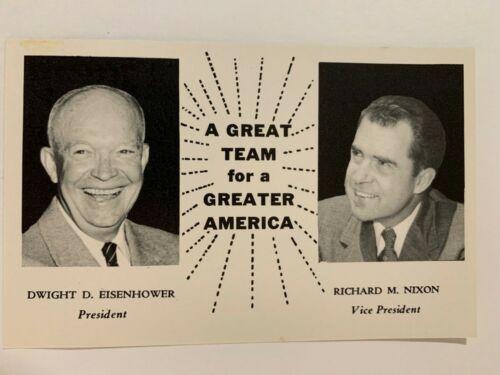 A GREAT
TEAM
for a
GREATER
AMERICA
DWIGHT D. EISENHOWER
President
RICHARD M. NIXON
Vice President